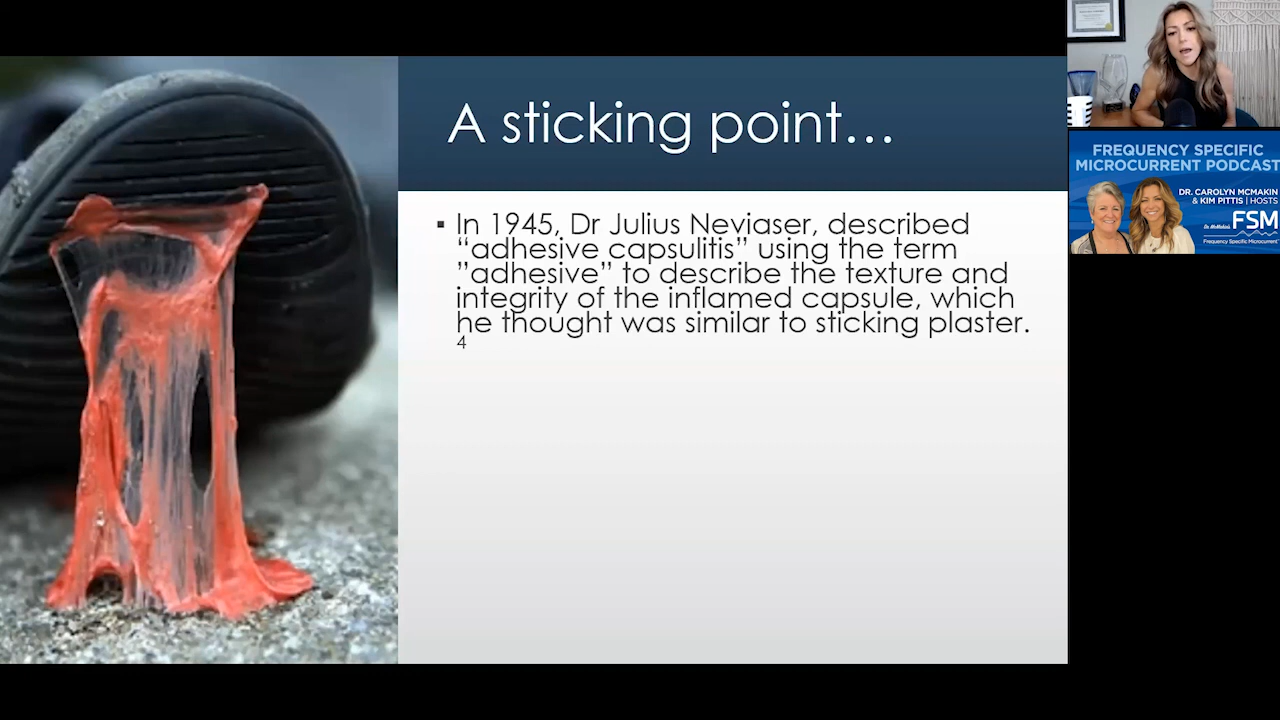 A sticking point...
▪ In 1945, Dr Julius Neviaser, described
“adhesive capsulitis” using the term
”adhesive” to describe the texture and
integrity of the inflamed capsule, which
he thought was similar to sticking plaster.
4
FREQUENCY SPECIFIC
MICROCURRENT PODCAST
DR. CAROLYN MCMAKIN
& KIM PITTIS | HOSTS
Dr. McMakin's FSM
Frequency Specific Microcurrent